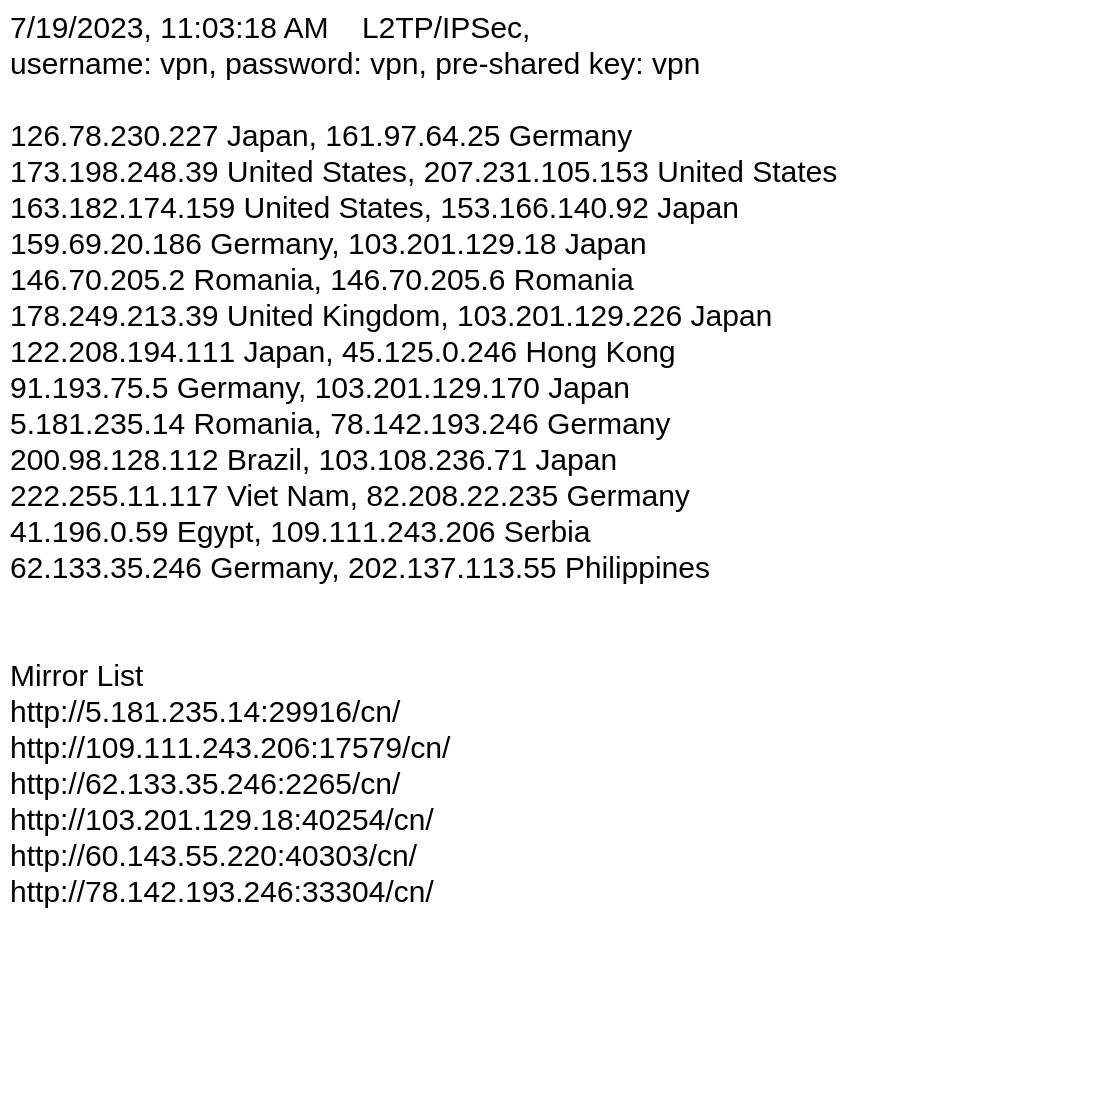 7/19/2023, 11:03:18 AM    L2TP/IPSec,
username: vpn, password: vpn, pre-shared key: vpn
126.78.230.227 Japan, 161.97.64.25 Germany
173.198.248.39 United States, 207.231.105.153 United States
163.182.174.159 United States, 153.166.140.92 Japan
159.69.20.186 Germany, 103.201.129.18 Japan
146.70.205.2 Romania, 146.70.205.6 Romania
178.249.213.39 United Kingdom, 103.201.129.226 Japan
122.208.194.111 Japan, 45.125.0.246 Hong Kong
91.193.75.5 Germany, 103.201.129.170 Japan
5.181.235.14 Romania, 78.142.193.246 Germany
200.98.128.112 Brazil, 103.108.236.71 Japan
222.255.11.117 Viet Nam, 82.208.22.235 Germany
41.196.0.59 Egypt, 109.111.243.206 Serbia
62.133.35.246 Germany, 202.137.113.55 Philippines
Mirror List
http://5.181.235.14:29916/cn/
http://109.111.243.206:17579/cn/
http://62.133.35.246:2265/cn/
http://103.201.129.18:40254/cn/
http://60.143.55.220:40303/cn/
http://78.142.193.246:33304/cn/